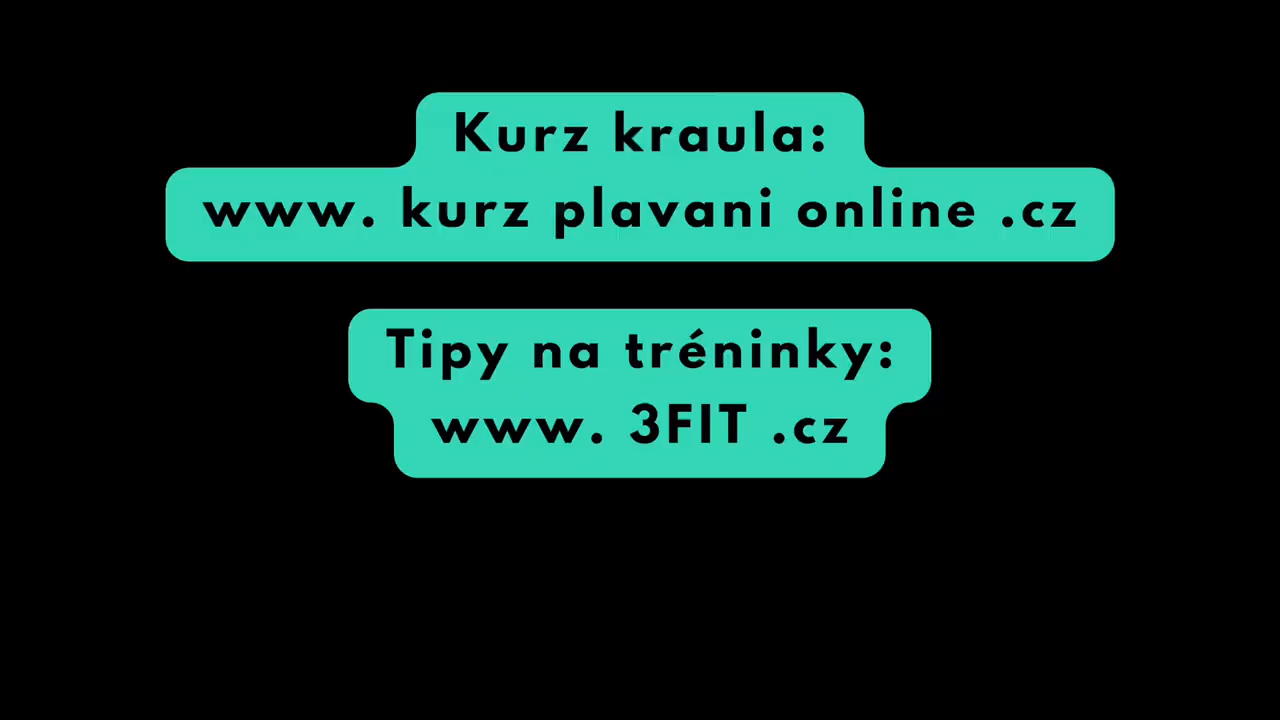 Kurz kraula:
www. kurz plavani online .cz
Tipy na tréninky:
www. 3FIT .cz